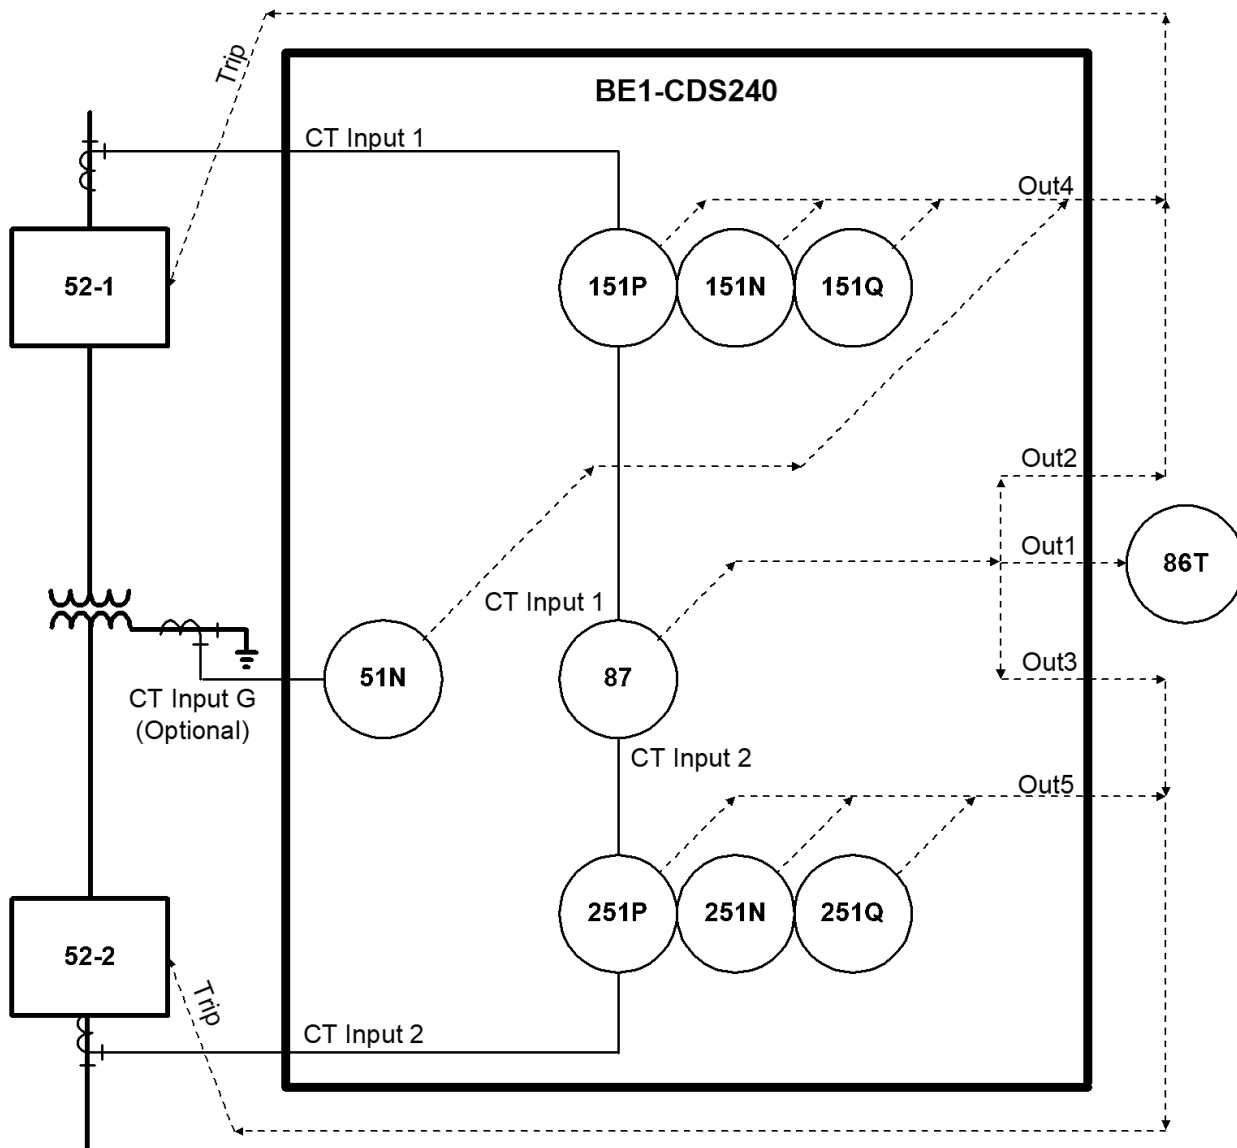 Trip
BE1-CDS240
CT Input 1
Out4
52-1
151P
151N
151Q
Out2
Out1
86T
CT Input 1
51N
87
Out3
CT Input G
(Optional)
CT Input 2
Out5
251P
251N
251Q
52-2
Trip
CT Input 2